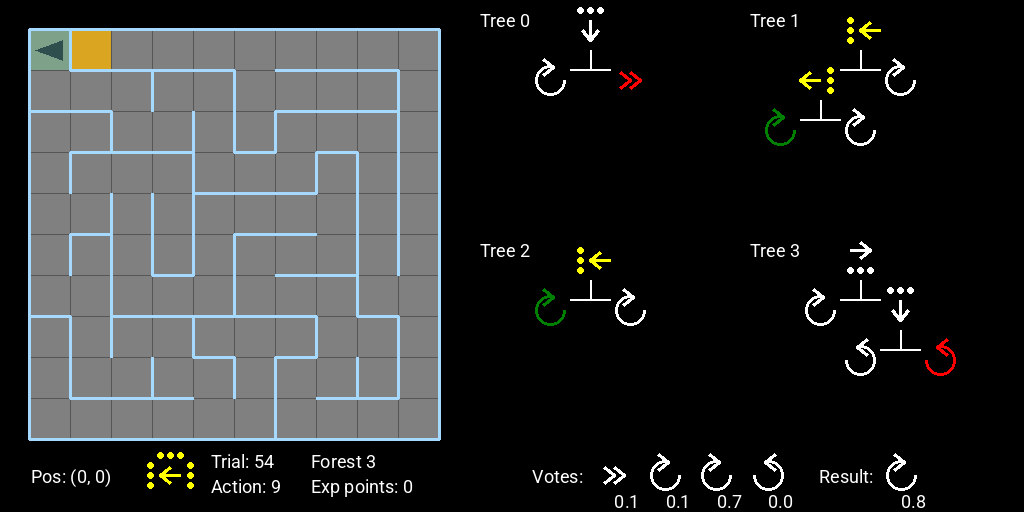 Tree 0
Tree 1
Tree 2
Tree 3
Pos: (0, 0)
Trial: 54
Forest 3
Action: 9
Exp points: 0
Votes:
0.1
0.1
0.7
0.0
Result:
0.8